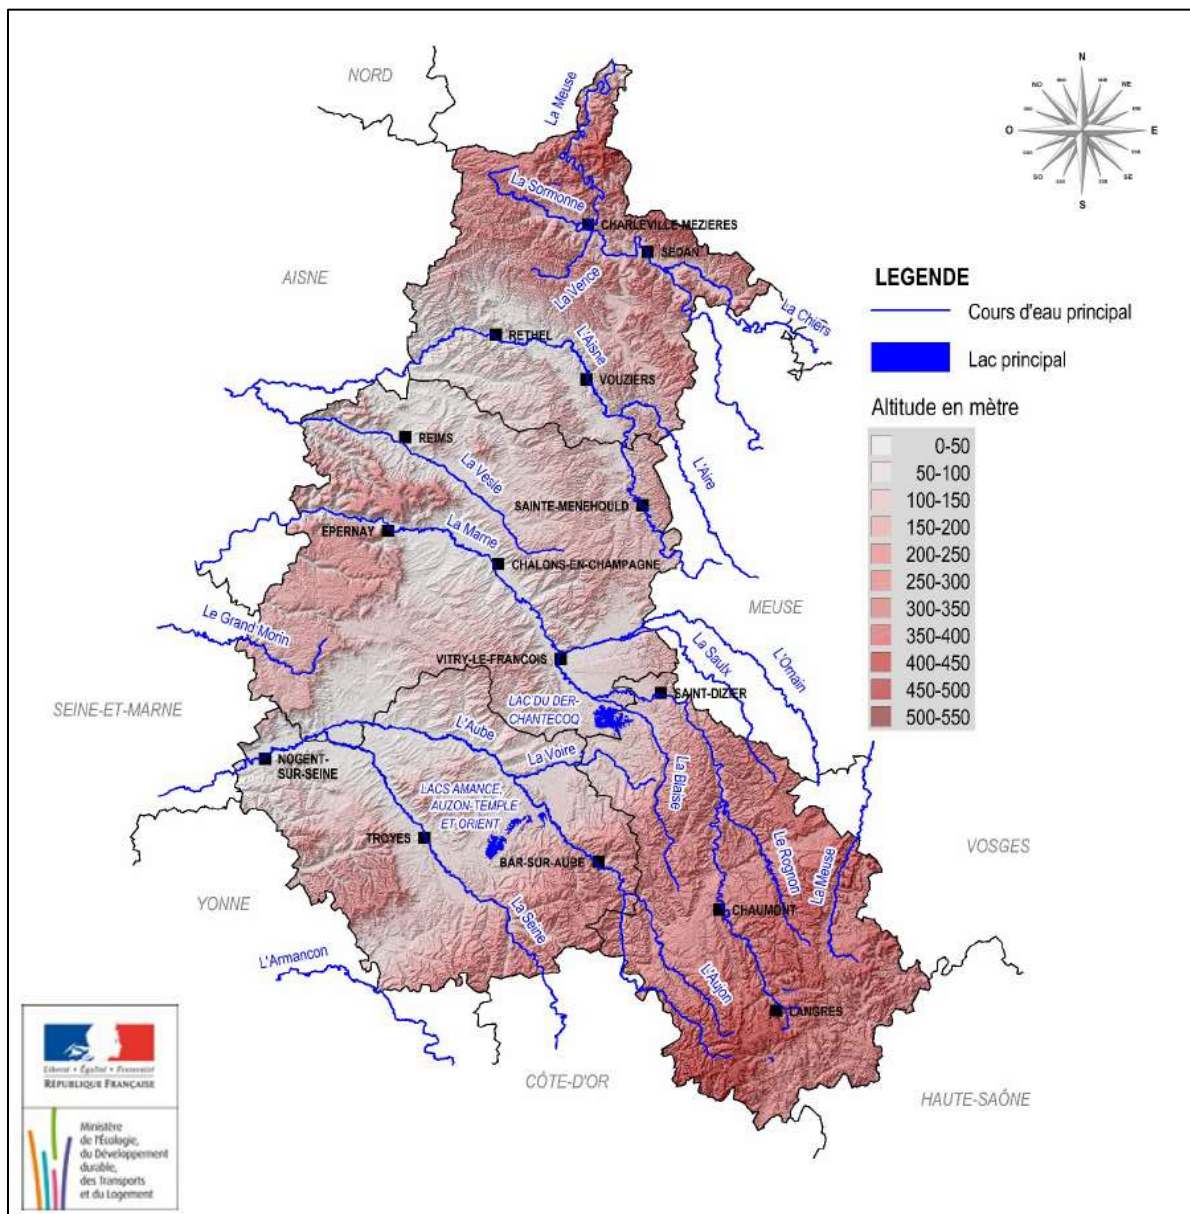 NORD
La Meuse
N
NO
NE
O
E
SO
SE
S
La Sormonne
CHARLEVILLE-MEZIERES
SEDAN
AISNE
La Vence
La Chiers
LEGENDE
Cours d'eau principal
Lac principal
RETHEL
L'Aisne
VOUZIERS
Altitude en mètre
0-50
50-100
100-150
150-200
200-250
250-300
300-350
350-400
400-450
450-500
500-550
REIMS
La Vesle
L'Aire
SAINTE-MENEHOULD
EPERNAY
La Marne
CHALONS-EN-CHAMPAGNE
MEUSE
Le Grand Morin
VITRY-LE-FRANCOIS
La Saulx
L'Ornain
SAINT-DIZIER
LAC DU DER-
CHANTECOQ
SEINE-ET-MARNE
L'Aube
La Voire
La Blaise
NOGENT-
SUR-SEINE
LACS AMANCE,
AUZON-TEMPLE
ET ORIENT
TROYES
BAR-SUR-AUBE
Le Rognon
La Meuse
VOSGES
YONNE
La Seine
CHAUMONT
L'Armancon
L'Aujon
LANGRES
CÔTE-D'OR
HAUTE-SAÔNE
Liberté • Égalité • Fraternité
RÉPUBLIQUE FRANÇAISE
Ministère
de l'Écologie,
du Développement
durable,
des Transports
et du Logement